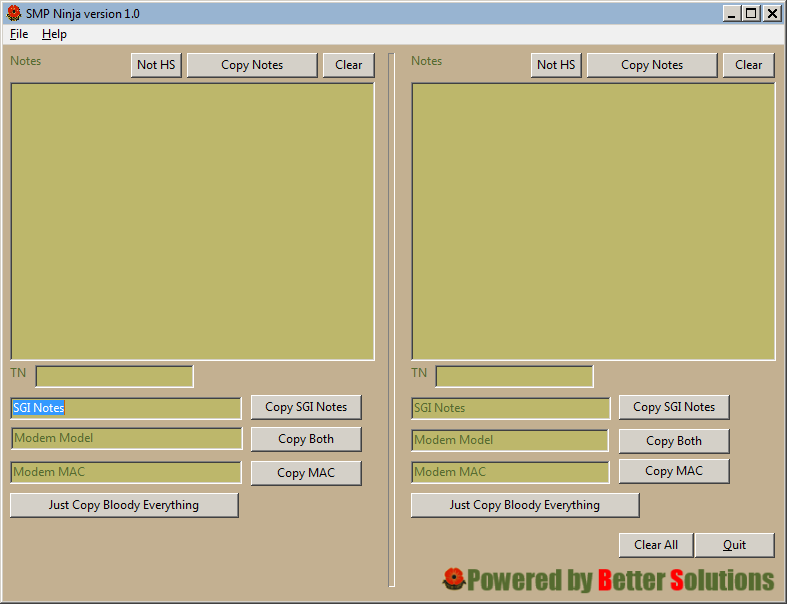 SMP Ninja version 1.0
File Help
Notes Not HS Copy Notes Clear
Notes Not HS Copy Notes Clear
TN
TN
SGI Notes Copy SGI Notes
SGI Notes Copy SGI Notes
Modem Model Copy Both
Modem Model Copy Both
Modem MAC Copy MAC
Modem MAC Copy MAC
Just Copy Bloody Everything
Just Copy Bloody Everything
Clear All Quit
Powered by Better Solutions